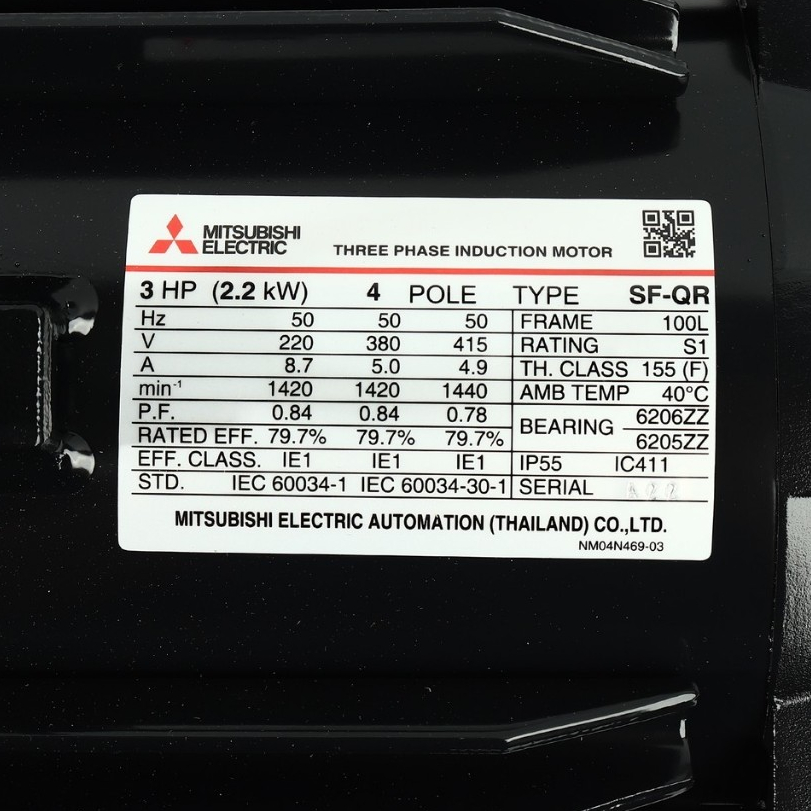 MITSUBISHI
ELECTRIC
THREE PHASE INDUCTION MOTOR
3 HP (2.2 kW) 4 POLE TYPE SF-QR
Hz 50 50 50 FRAME 100L
V 220 380 415 RATING S1
A 8.7 5.0 4.9 TH. CLASS 155 (F)
min⁻¹ 1420 1420 1440 AMB TEMP 40°C
P.F. 0.84 0.84 0.78 BEARING 6206ZZ
RATED EFF. 79.7% 79.7% 79.7% 6205ZZ
EFF. CLASS. IE1 IE1 IE1 IP55 IC411
STD. IEC 60034-1 IEC 60034-30-1 SERIAL
MITSUBISHI ELECTRIC AUTOMATION (THAILAND) CO.,LTD.
NM04N469-03